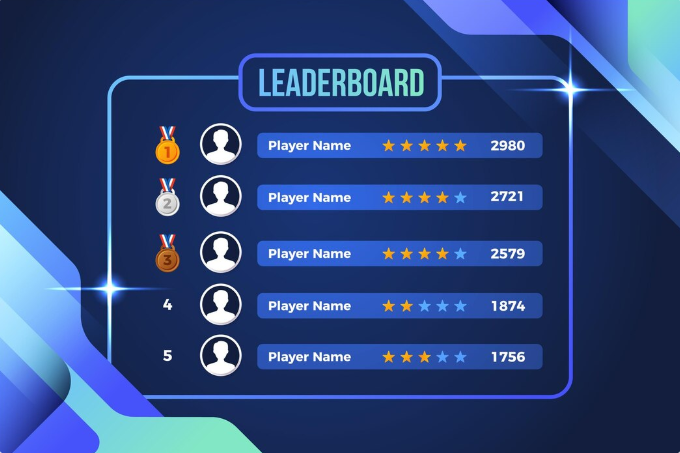 LEADERBOARD
1 Player Name 2980
2 Player Name 2721
3 Player Name 2579
4 Player Name 1874
5 Player Name 1756